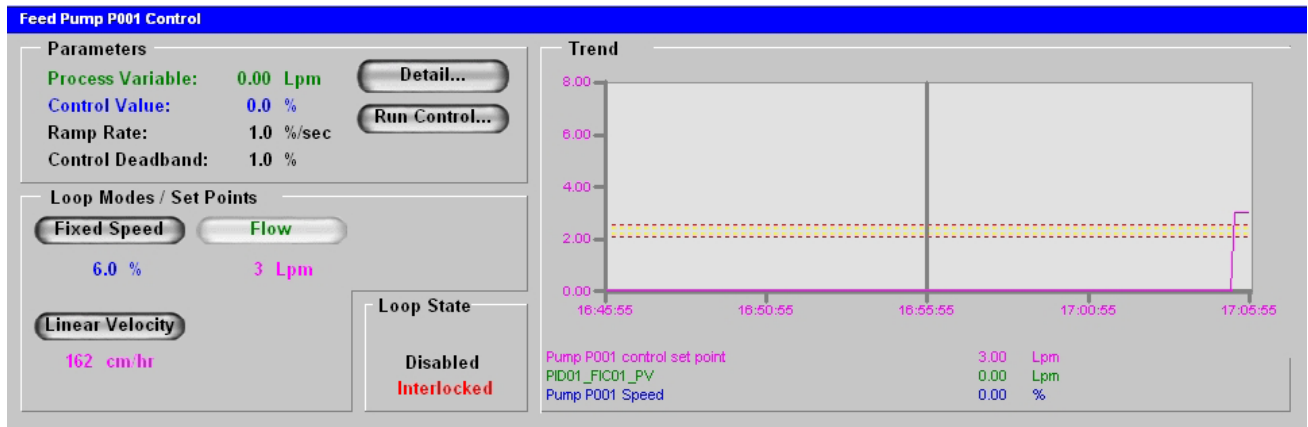 Feed Pump P001 Control
Parameters
Process Variable: 0.00 Lpm
Control Value: 0.0 %
Ramp Rate: 1.0 %/sec
Control Deadband: 1.0 %
Detail...
Run Control...
Loop Modes / Set Points
Fixed Speed
Flow
6.0 %
3 Lpm
Linear Velocity
162 cm/hr
Loop State
Disabled
Interlocked
Trend
8.00
6.00
4.00
2.00
0.00
16:45:55 16:50:55 16:55:55 17:00:55 17:05:55
Pump P001 control set point 3.00 Lpm
PID01_FIC01_PV 0.00 Lpm
Pump P001 Speed 0.00 %